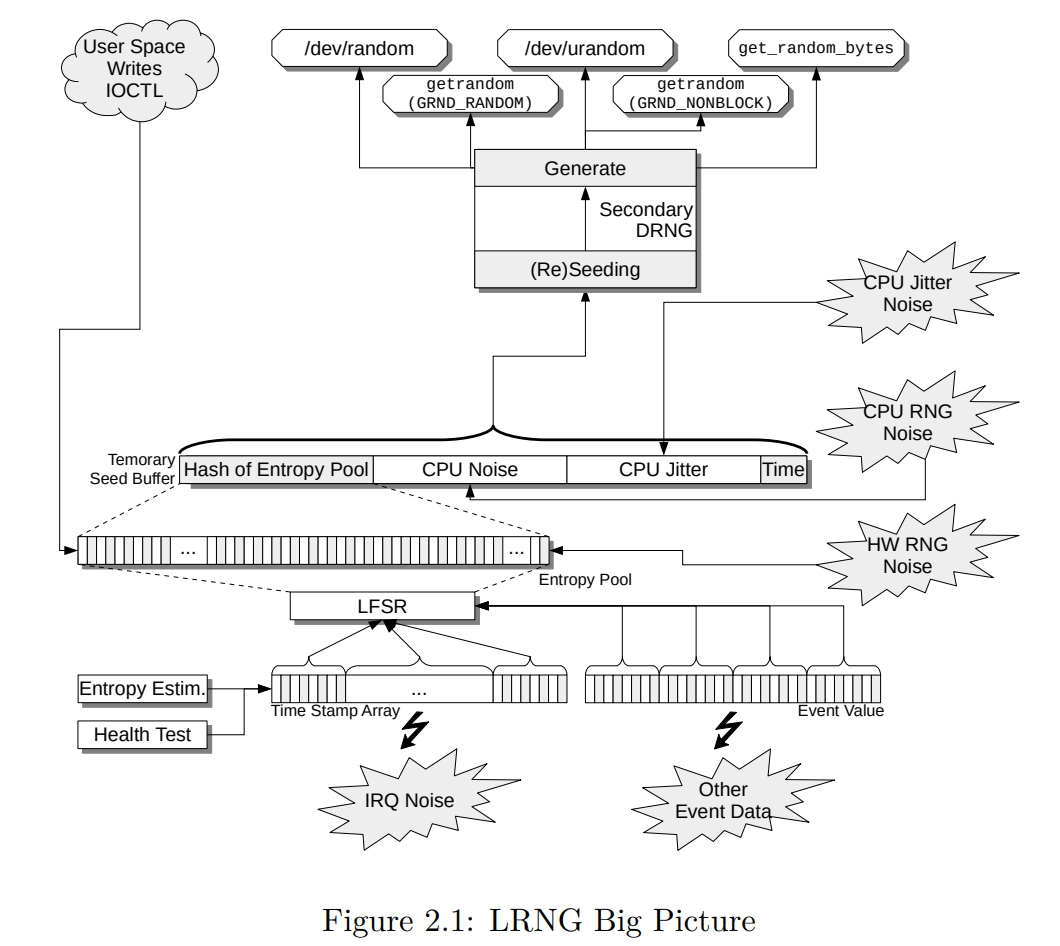 User Space
Writes
IOCTL
/dev/random
/dev/urandom
get_random_bytes
getrandom
(GRND_RANDOM)
getrandom
(GRND_NONBLOCK)
Generate
Secondary
DRNG
(Re)Seeding
CPU Jitter
Noise
CPU RNG
Noise
Temorary
Seed Buffer
Hash of Entropy Pool
CPU Noise
CPU Jitter
Time
...
...
HW RNG
Noise
Entropy Pool
LFSR
Entropy Estim.
...
Time Stamp Array
Event Value
Health Test
IRQ Noise
Other
Event Data
Figure 2.1: LRNG Big Picture